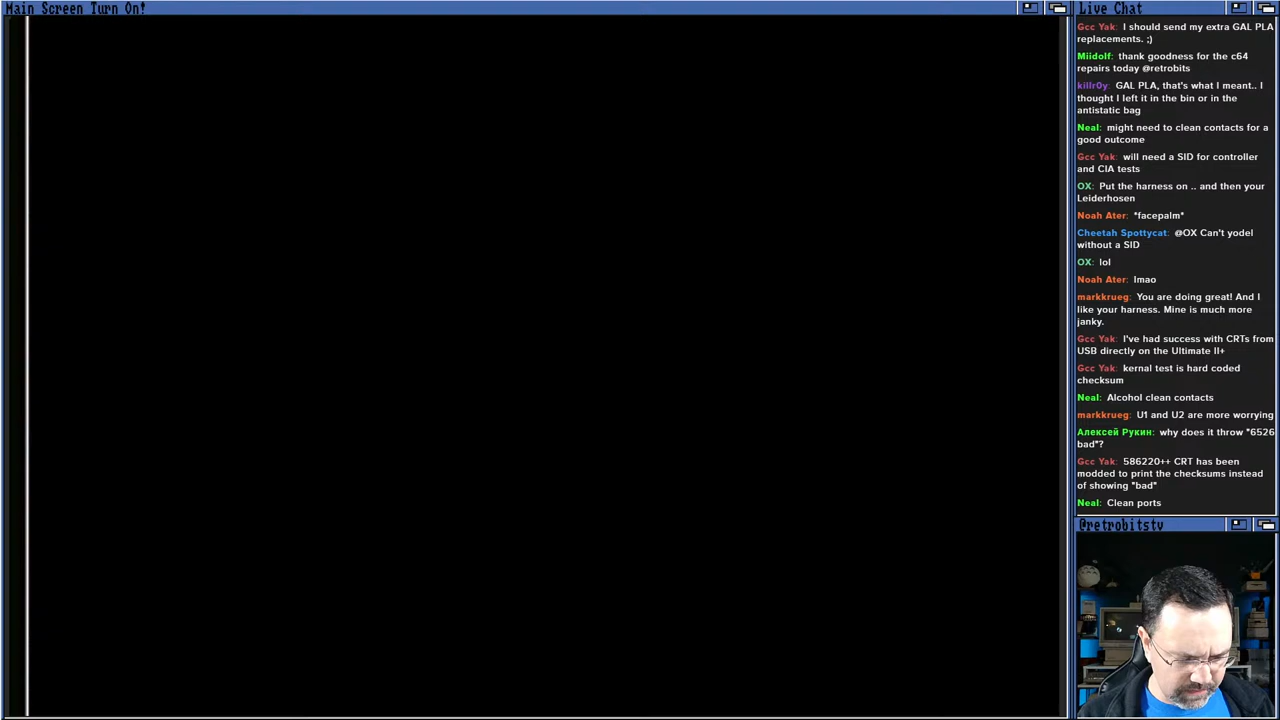 Main Screen Turn On!
Live Chat
Gcc Yak: I should send my extra GAL PLA
replacements. ;)
Miidolf: thank goodness for the c64
repairs today @retrobits
killr0y: GAL PLA, that's what I meant.. I
thought I left it in the bin or in the
antistatic bag
Neal: might need to clean contacts for a
good outcome
Gcc Yak: will need a SID for controller
and CIA tests
OX: Put the harness on .. and then your
Leiderhosen
Noah Ater: *facepalm*
Cheetah Spottycat: @OX Can't yodel
without a SID
OX: lol
Noah Ater: lmao
markkrueg: You are doing great! And I
like your harness. Mine is much more
janky.
Gcc Yak: I've had success with CRTs from
USB directly on the Ultimate II+
Gcc Yak: kernal test is hard coded
checksum
Neal: Alcohol clean contacts
markkrueg: U1 and U2 are more worrying
Алексей Рукин: why does it throw "6526
bad"?
Gcc Yak: 586220++ CRT has been
modded to print the checksums instead
of showing "bad"
Neal: Clean ports
@retrobitstv